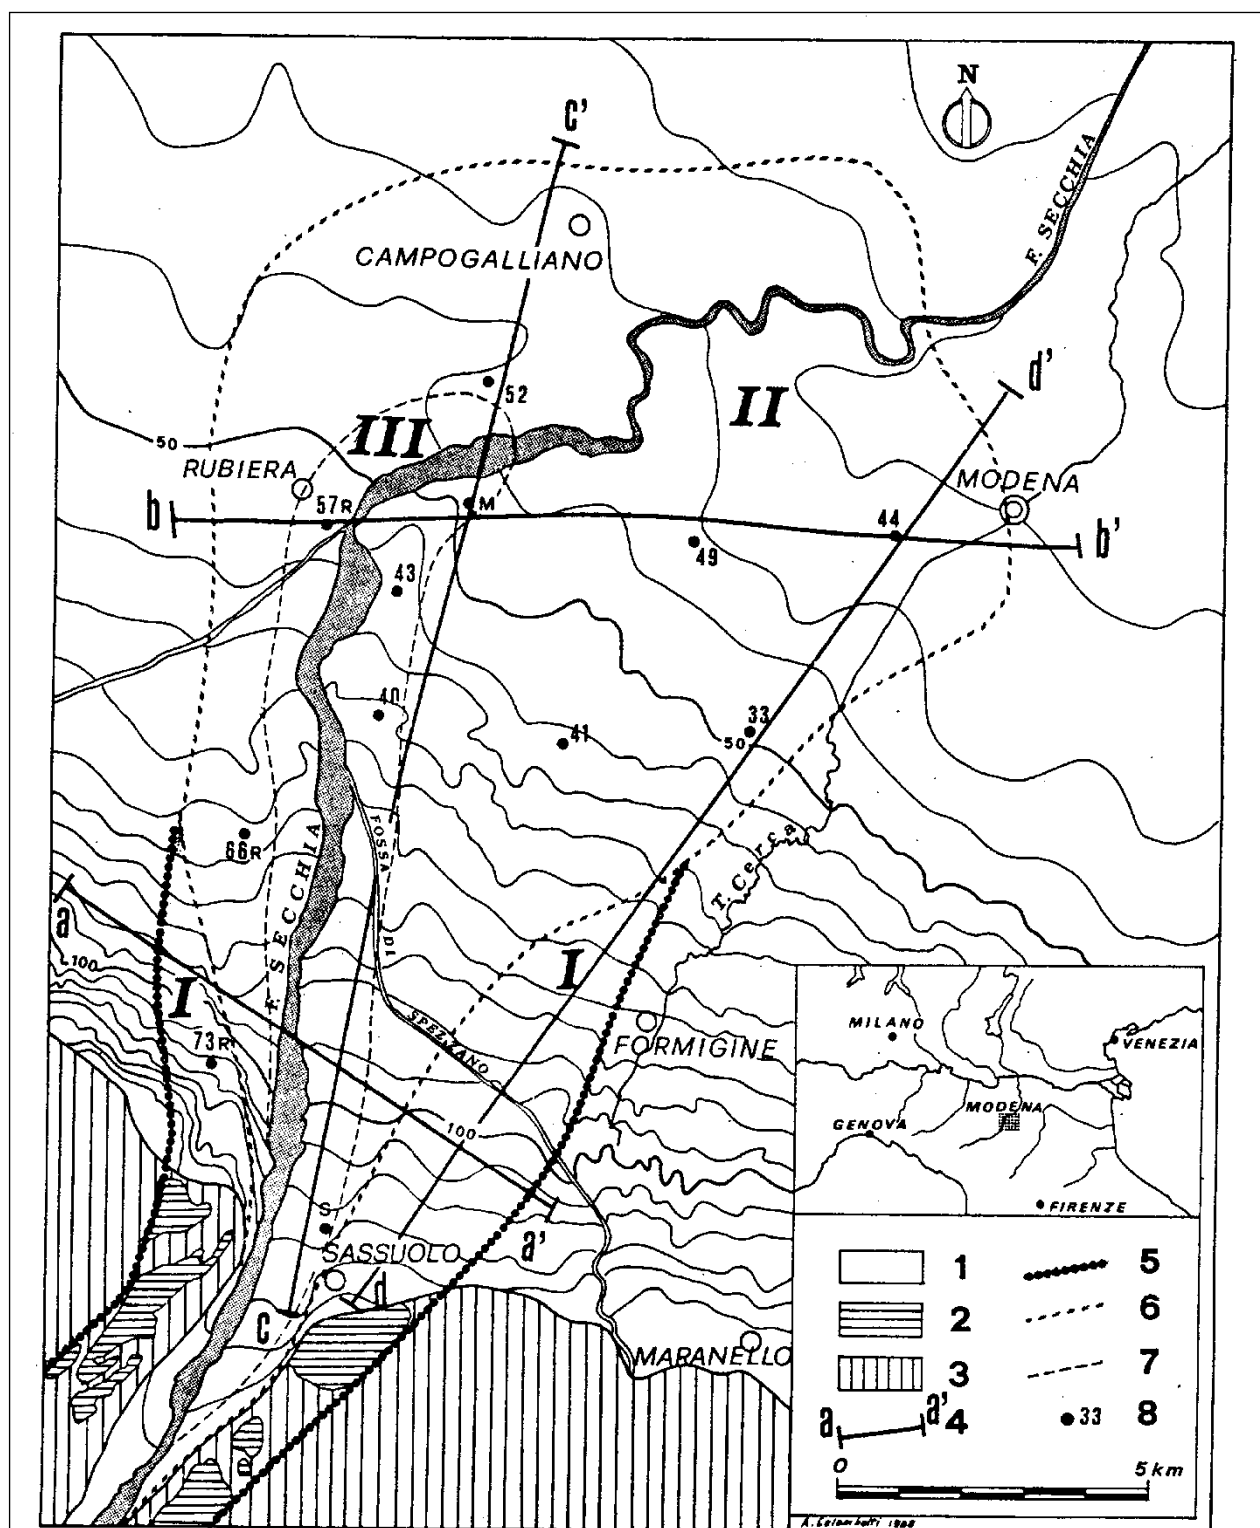 N
c'
F. SECCHIA
CAMPOGALLIANO
d'
52
III
II
50
RUBIERA
MODENA
b
57R
M
44
b'
49
43
40
41
33
50
FOSSA
T. Cerca
66R
F. SECCHIA
a
DI
100
I
I
SPEZZANO
73R
FORMIGINE
100
S
a'
SASSUOLO
d
c
MARANELLO
MILANO
VENEZIA
MODENA
GENOVA
FIRENZE
1
5
2
6
3
7
a a' 4
33 8
0 5 km
A. Colombetti 1980